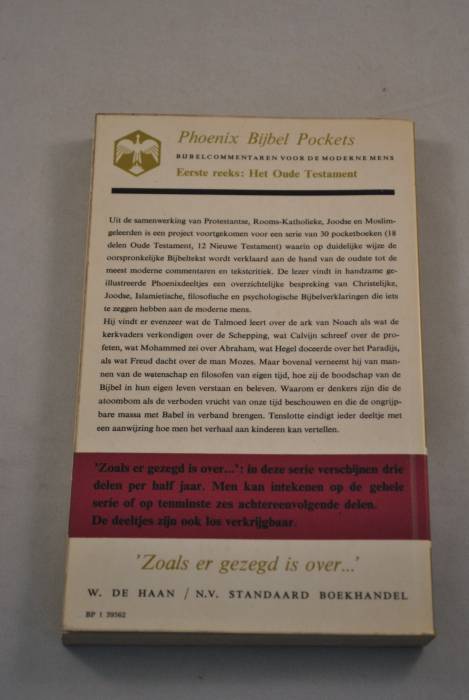 Phoenix Bijbel Pockets
BIJBELCOMMENTAREN VOOR DE MODERNE MENS
Eerste reeks: Het Oude Testament
Uit de samenwerking van Protestantse, Rooms-Katholieke, Joodse en Moslim-
geleerden is een project voortgekomen voor een serie van 30 pocketboeken (18
delen Oude Testament, 12 Nieuwe Testament) waarin op duidelijke wijze de
oorspronkelijke Bijbeltekst wordt verklaard aan de hand van de oudste tot de
meest moderne commentaren en tekstcritiek. De lezer vindt in handzame ge-
illustreerde Phoenixdeeltjes een overzichtelijke bespreking van Christelijke,
Joodse, Islamietische, filosofische en psychologische Bijbelverklaringen die iets
te zeggen hebben aan de moderne mens.
Hij vindt er evenzeer wat de Talmoed leert over de ark van Noach als wat de
kerkvaders verkondigen over de Schepping, wat Calvijn schreef over de pro-
feten, wat Mohammed zei over Abraham, wat Hegel doceerde over het Paradijs,
als wat Freud dacht over de man Mozes. Maar bovenal verneemt hij van man-
nen van de wetenschap en filosofen van eigen tijd, hoe zij de boodschap van de
Bijbel in hun eigen leven verstaan en beleven. Waarom er denkers zijn die de
atoombom als de verboden vrucht van onze tijd beschouwen en die de ongrijp-
bare massa met Babel in verband brengen. Tenslotte eindigt ieder deeltje met
een aanwijzing hoe men het verhaal aan kinderen kan vertellen.
'Zoals er gezegd is over...': in deze serie verschijnen drie
delen per half jaar. Men kan intekenen op de gehele
serie of op tenminste zes achtereenvolgende delen.
De deeltjes zijn ook los verkrijgbaar.
'Zoals er gezegd is over...'
W. DE HAAN / N.V. STANDAARD BOEKHANDEL
BP 1 39562